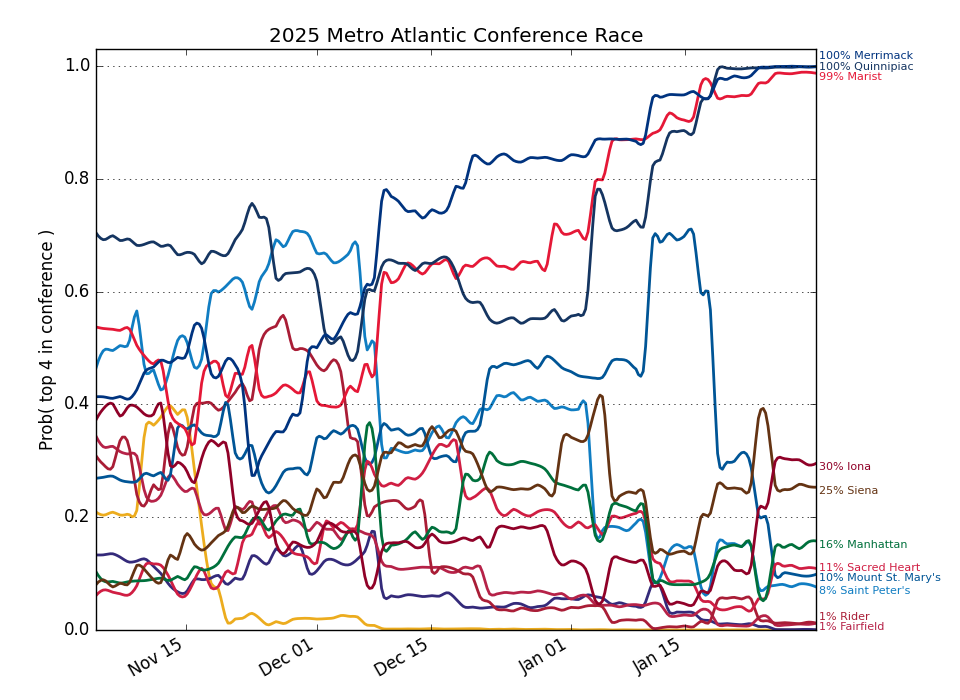 2025 Metro Atlantic Conference Race
Prob( top 4 in conference )
1.0
0.8
0.6
0.4
0.2
0.0
Nov 15
Dec 01
Dec 15
Jan 01
Jan 15
100% Merrimack
100% Quinnipiac
99% Marist
30% Iona
25% Siena
16% Manhattan
11% Sacred Heart
10% Mount St. Mary's
8% Saint Peter's
1% Rider
1% Fairfield